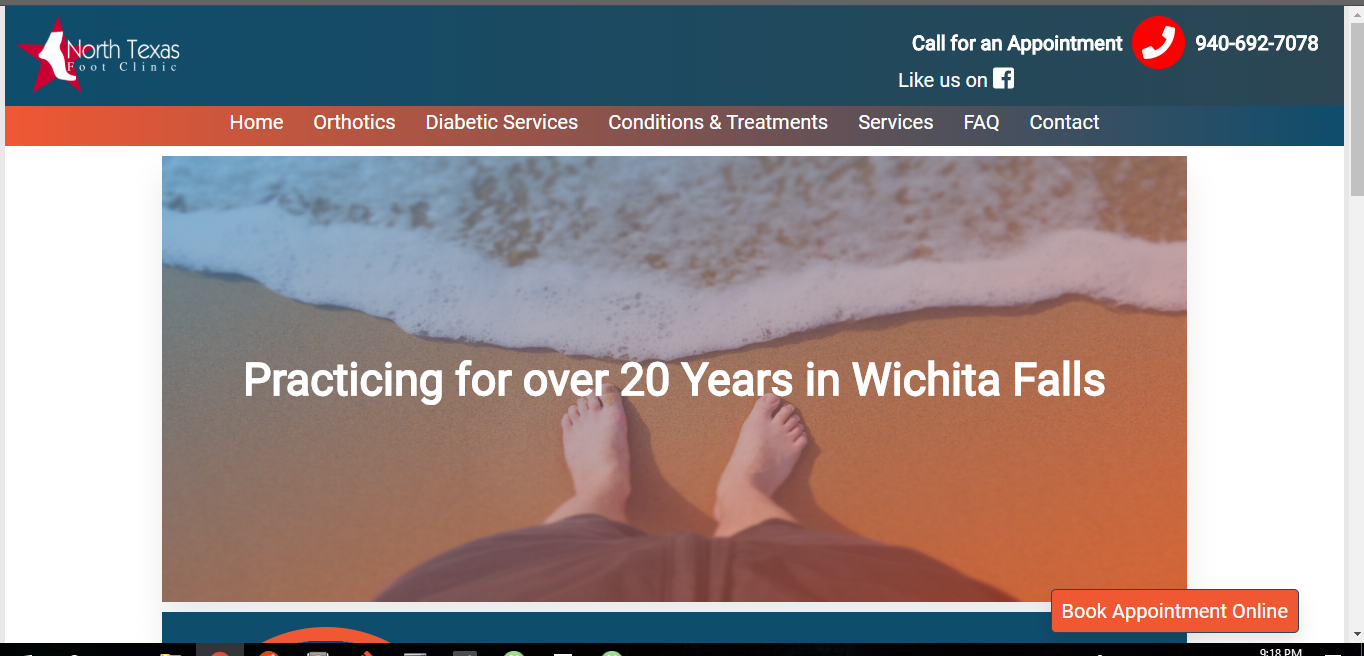 North Texas
Foot Clinic
Call for an Appointment 940-692-7078
Like us on
Home Orthotics Diabetic Services Conditions & Treatments Services FAQ Contact
Practicing for over 20 Years in Wichita Falls
Book Appointment Online
9:18 PM